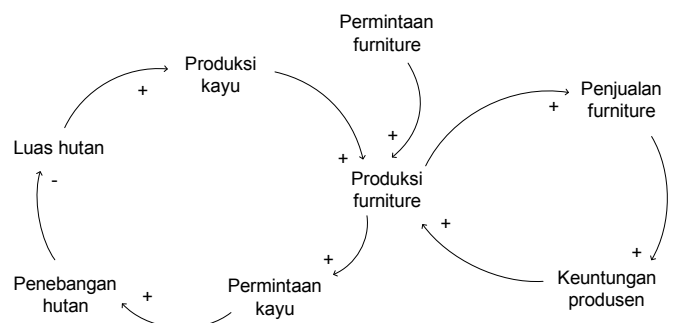 Permintaan
furniture
Produksi
kayu
+
Penjualan
furniture
+
Luas hutan
+
+
Produksi
furniture
-
+
+
+
Penebangan
hutan
+
Permintaan
kayu
Keuntungan
produsen